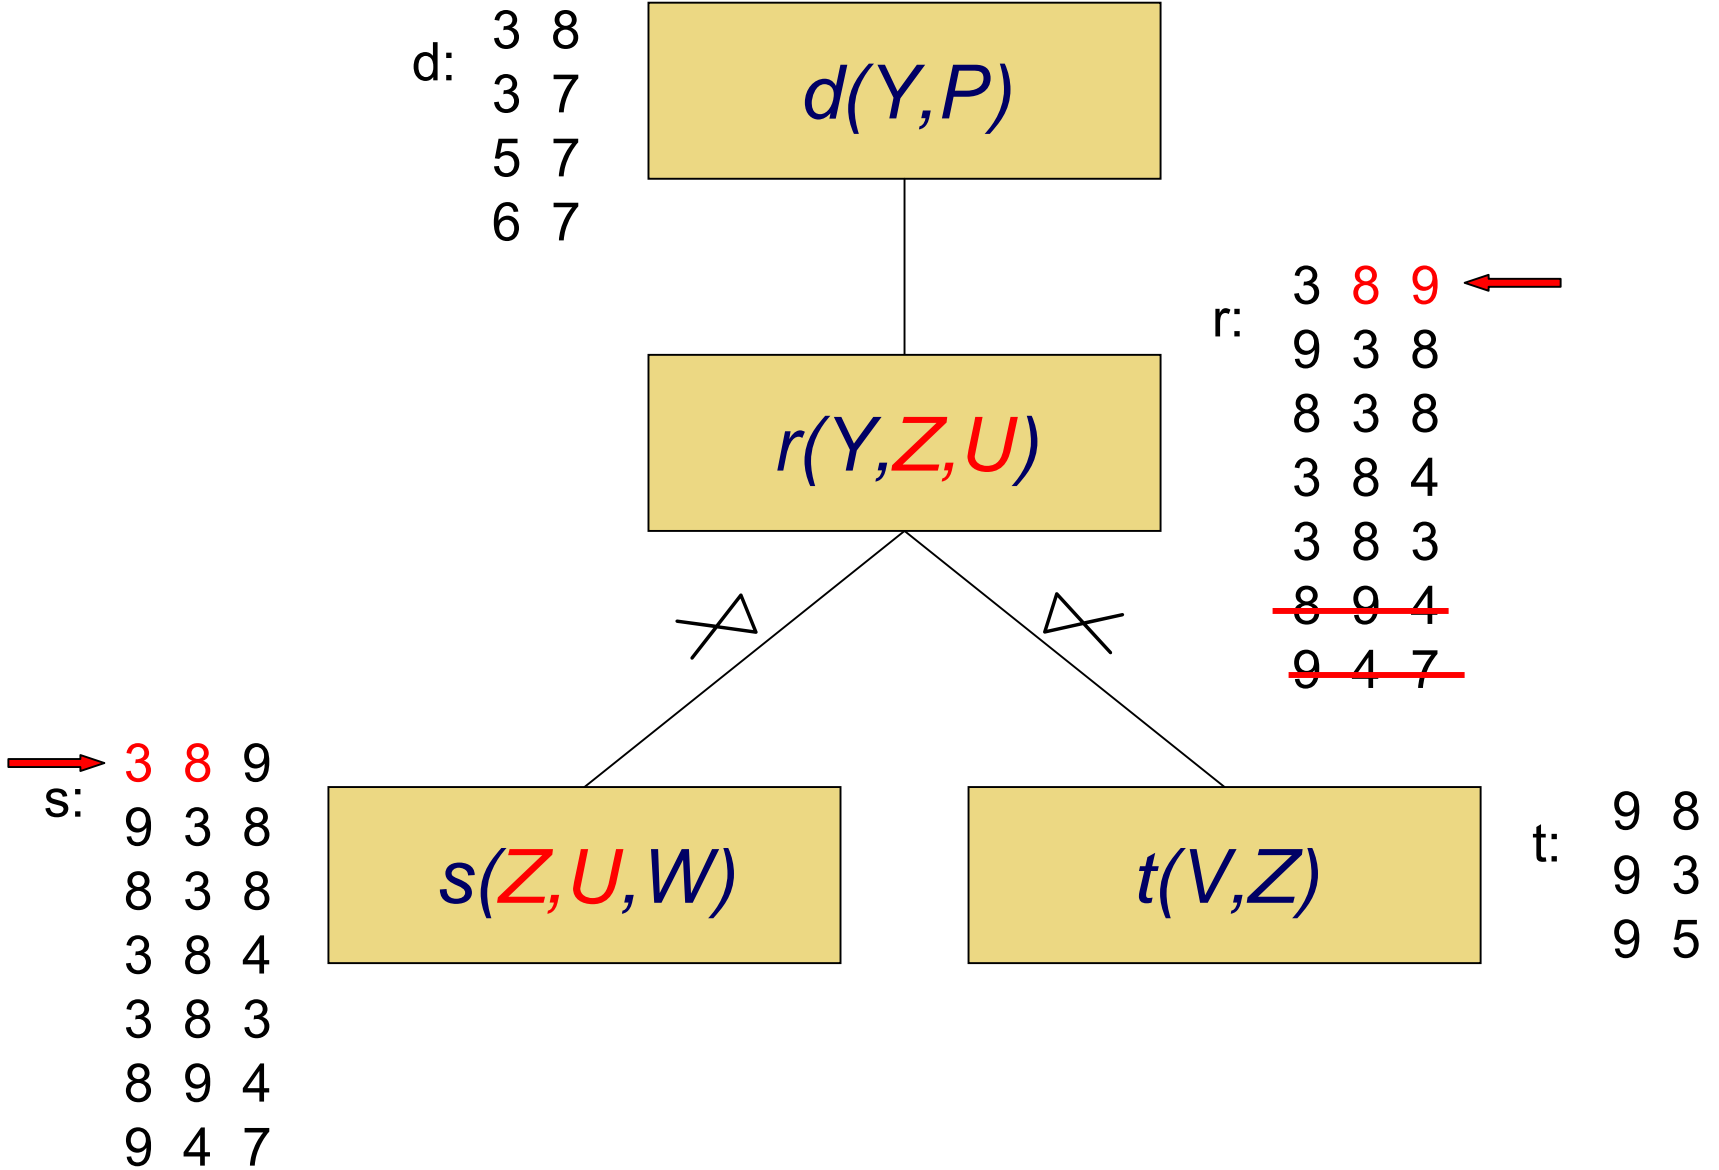 d:
3 8
3 7
5 7
6 7
d(Y,P)
r(Y,Z,U)
r:
3 8 9
9 3 8
8 3 8
3 8 4
3 8 3
8 9 4
9 4 7
s:
3 8 9
9 3 8
8 3 8
3 8 4
3 8 3
8 9 4
9 4 7
s(Z,U,W)
t(V,Z)
t:
9 8
9 3
9 5